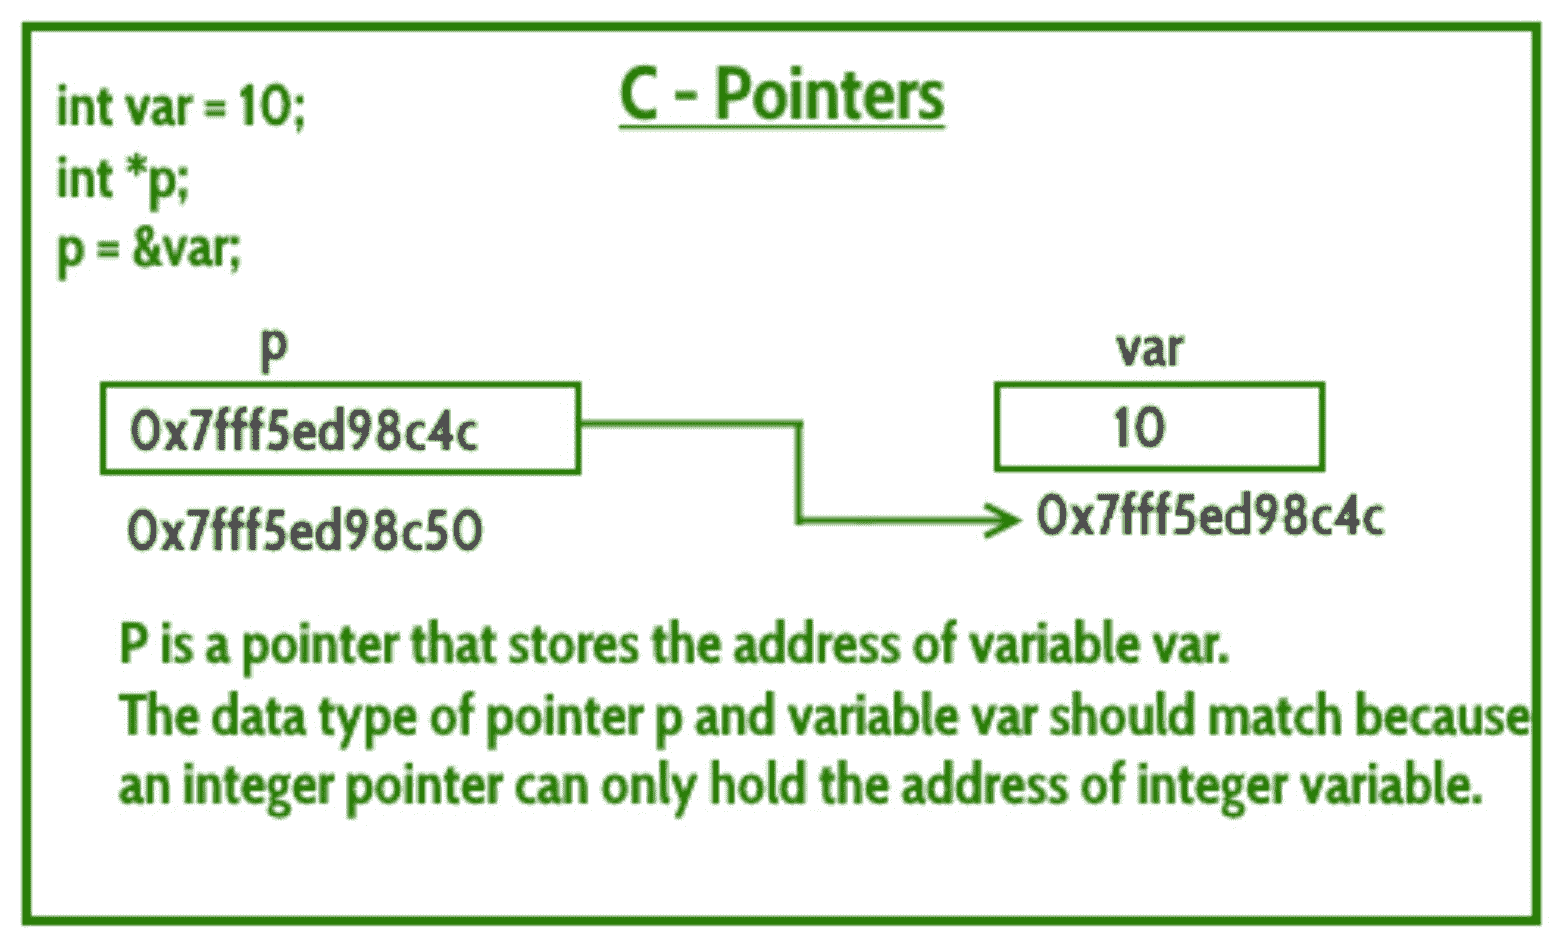 C - Pointers
int var = 10;
int *p;
p = &var;
p
var
0x7fff5ed98c4c
10
0x7fff5ed98c50
0x7fff5ed98c4c
P is a pointer that stores the address of variable var.
The data type of pointer p and variable var should match because
an integer pointer can only hold the address of integer variable.